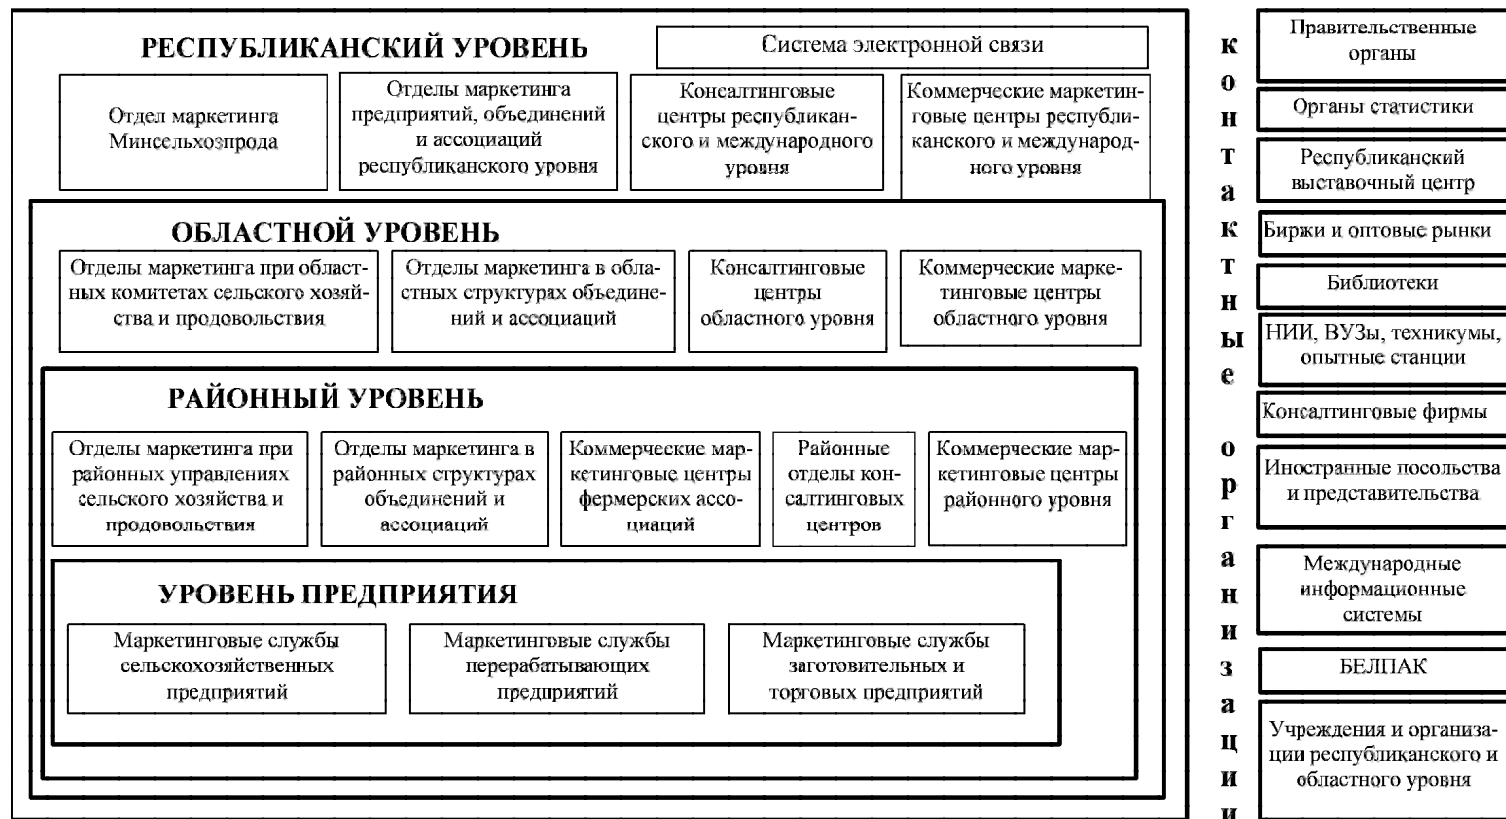 РЕСПУБЛИКАНСКИЙ УРОВЕНЬ
Система электронной связи
Отдел маркетинга
Минсельхозпрода
Отделы маркетинга
предприятий, объединений
и ассоциаций
республиканского уровня
Консалтинговые
центры республикан-
ского и международного
уровня
Коммерческие маркетин-
говые центры республи-
канского и международ-
ного уровня
ОБЛАСТНОЙ УРОВЕНЬ
Отделы маркетинга при област-
ных комитетах сельского хозяй-
ства и продовольствия
Отделы маркетинга в обла-
стных структурах объедине-
ний и ассоциаций
Консалтинговые
центры
областного уровня
Коммерческие марке-
тинговые центры
областного уровня
РАЙОННЫЙ УРОВЕНЬ
Отделы маркетинга при
районных управлениях
сельского хозяйства и
продовольствия
Отделы маркетинга в
районных структурах
объединений и
ассоциаций
Коммерческие мар-
кетинговые центры
фермерских ассо-
циаций
Районные
отделы кон-
салтинговых
центров
Коммерческие мар-
кетинговые центры
районного уровня
УРОВЕНЬ ПРЕДПРИЯТИЯ
Маркетинговые службы
сельскохозяйственных
предприятий
Маркетинговые службы
перерабатывающих
предприятий
Маркетинговые службы
заготовительных и
торговых предприятий
контактные организации
Правительственные
органы
Органы статистики
Республиканский
выставочный центр
Биржи и оптовые рынки
Библиотеки
НИИ, ВУЗы, техникумы,
опытные станции
Консалтинговые фирмы
Иностранные посольства
и представительства
Международные
информационные
системы
БЕЛПАК
Учреждения и организа-
ции республиканского и
областного уровня